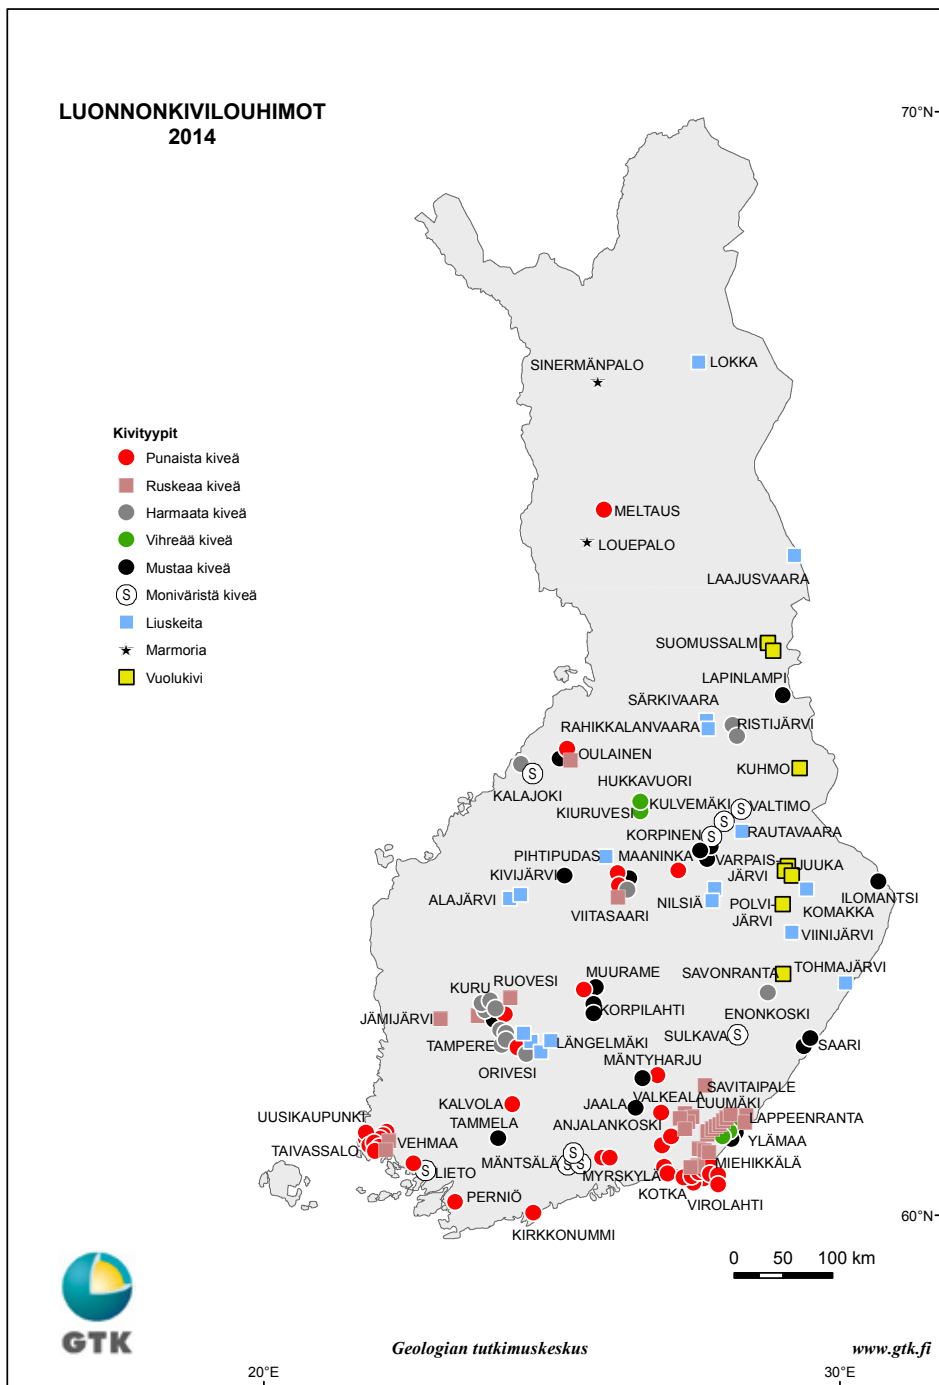 LUONNONKIVILOUHIMOT
2014
70°N
SINERMÄNPALO
LOKKA
Kivityypit
Punaista kiveä
Ruskeaa kiveä
Harmaata kiveä
Vihreää kiveä
Mustaa kiveä
S Moniväristä kiveä
Liuskeita
Marmoria
Vuolukivi
MELTAUS
LOUEPALO
LAAJUSVAARA
SUOMUSSALMI
LAPINLAMPI
SÄRKIVAARA
RAHIKKALANVAARA
RISTIJÄRVI
OULAINEN
KUHMO
S
KALAJOKI
HUKKAVUORI
KIURUVESI
KULVEMÄKI
S
VALTIMO
S
KORPINEN
S
RAUTAVAARA
PIHTIPUDAS
MAANINKA
VARPAIS-
JÄRVI
JUUKA
KIVIJÄRVI
ALAJÄRVI
VIITASAARI
NILSIÄ
POLVI-
JÄRVI
KOMAKKA
ILOMANTSI
VIINIJÄRVI
MUURAME
SAVONRANTA
TOHMAJÄRVI
KURU
RUOVESI
KORPILAHTI
ENONKOSKI
JÄMIJÄRVI
SULKAVA
S
SAARI
TAMPERE
LÄNGELMÄKI
ORIVESI
MÄNTYHARJU
SAVITAIPALE
VALKEALA
LUUMÄKI
KALVOLA
JAALA
LAPPEENRANTA
UUSIKAUPUNKI
TAMMELA
ANJALANKOSKI
YLÄMAA
TAIVASSALO
VEHMAA
S
S
S
MÄNTSÄLÄ
MYRSKYLÄ
MIEHIKKÄLÄ
S
LIETO
KOTKA
VIROLAHTI
PERNIÖ
KIRKKONUMMI
60°N
0 50 100 km
GTK
Geologian tutkimuskeskus
www.gtk.fi
20°E
30°E